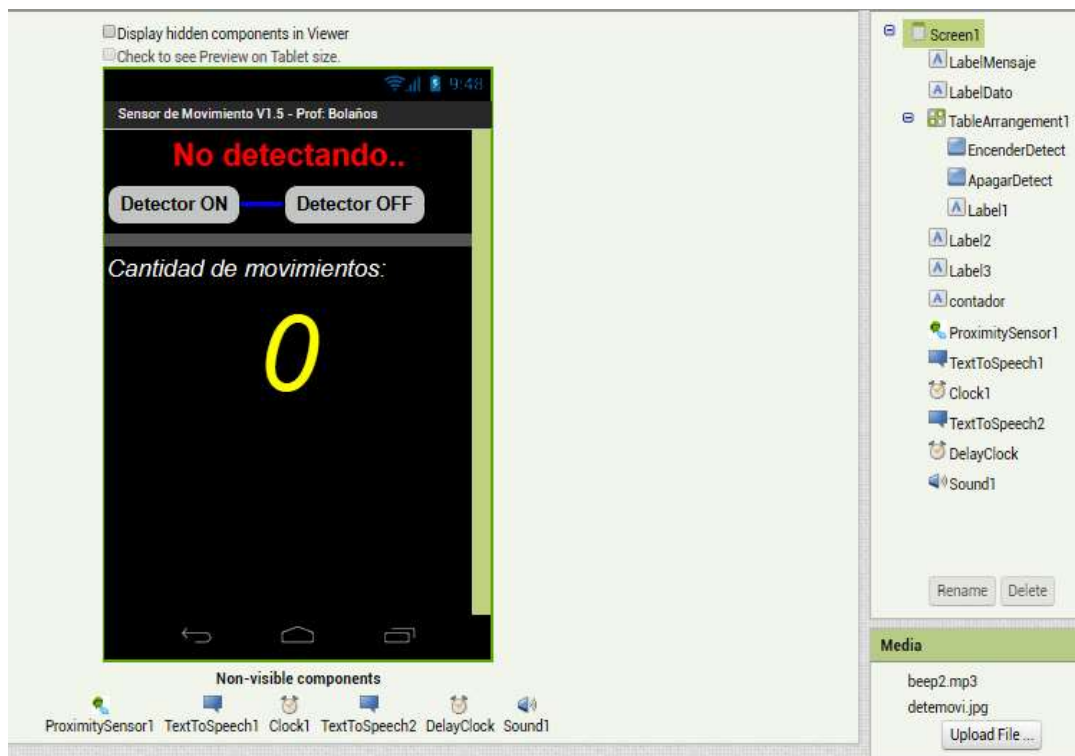 Display hidden components in Viewer
Check to see Preview on Tablet size.
9:48
Sensor de Movimiento V1.5 - Prof: Bolaños
No detectando..
Detector ON
Detector OFF
Cantidad de movimientos:
0
Non-visible components
ProximitySensor1
TextToSpeech1
Clock1
TextToSpeech2
DelayClock
Sound1
Screen1
LabelMensaje
LabelDato
TableArrangement1
EncenderDetect
ApagarDetect
Label1
Label2
Label3
contador
ProximitySensor1
TextToSpeech1
Clock1
TextToSpeech2
DelayClock
Sound1
Rename
Delete
Media
beep2.mp3
detemovi.jpg
Upload File ...